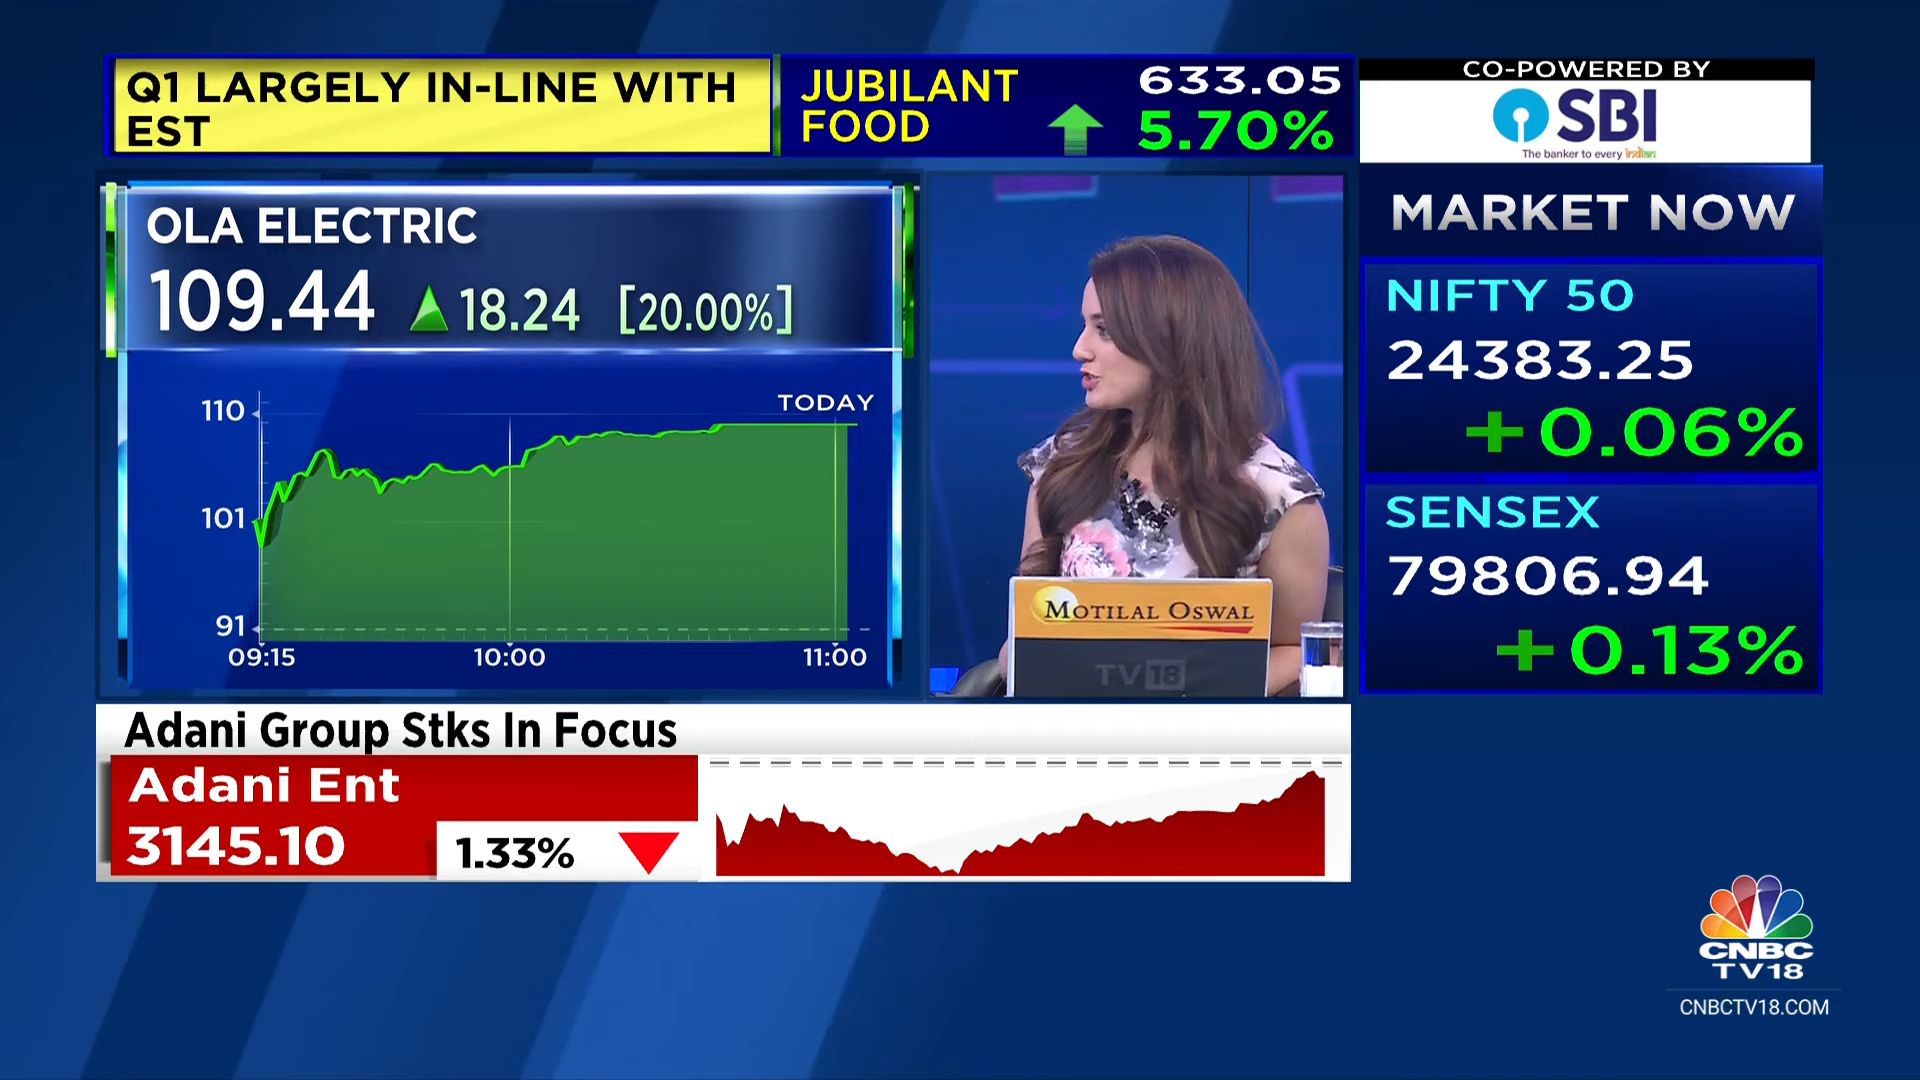 Q1 LARGELY IN-LINE WITH
EST
JUBILANT
FOOD
633.05
5.70%
CO-POWERED BY
SBI
The banker to every indian
OLA ELECTRIC
109.44 18.24 [20.00%]
TODAY
110
101
91
09:15 10:00 11:00
MOTILAL OSWAL
TV18
MARKET NOW
NIFTY 50
24383.25
+0.06%
SENSEX
79806.94
+0.13%
Adani Group Stks In Focus
Adani Ent
3145.10
1.33%
CNBC
TV18
CNBCTV18.COM